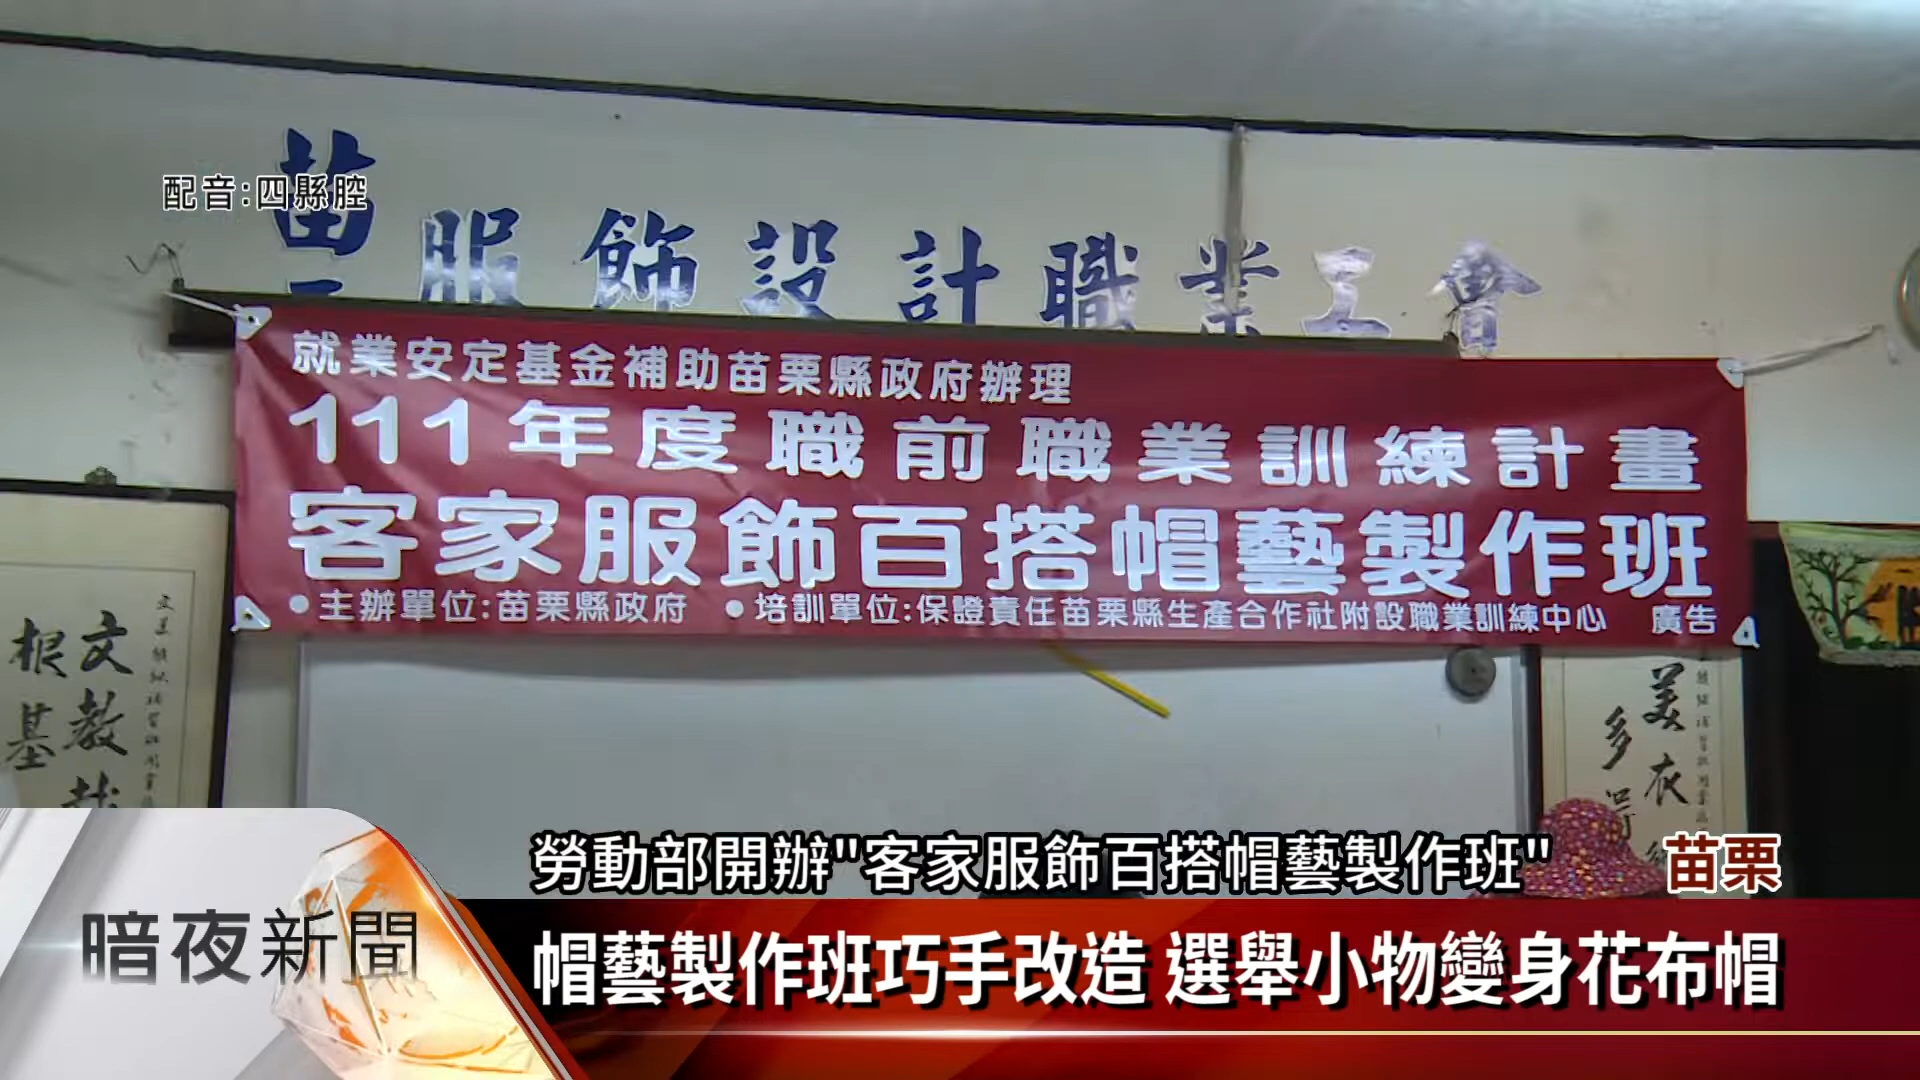 配音:四縣腔
苗 服飾設計職業工會
就業安定基金補助苗栗縣政府辦理
111年度職前職業訓練計畫
客家服飾百搭帽藝製作班
●主辦單位:苗栗縣政府 ●培訓單位:保證責任苗栗縣生產合作社附設職業訓練中心 廣告
文教
根基
美衣
多
勞動部開辦"客家服飾百搭帽藝製作班" 苗栗
暗夜新聞
帽藝製作班巧手改造 選舉小物變身花布帽